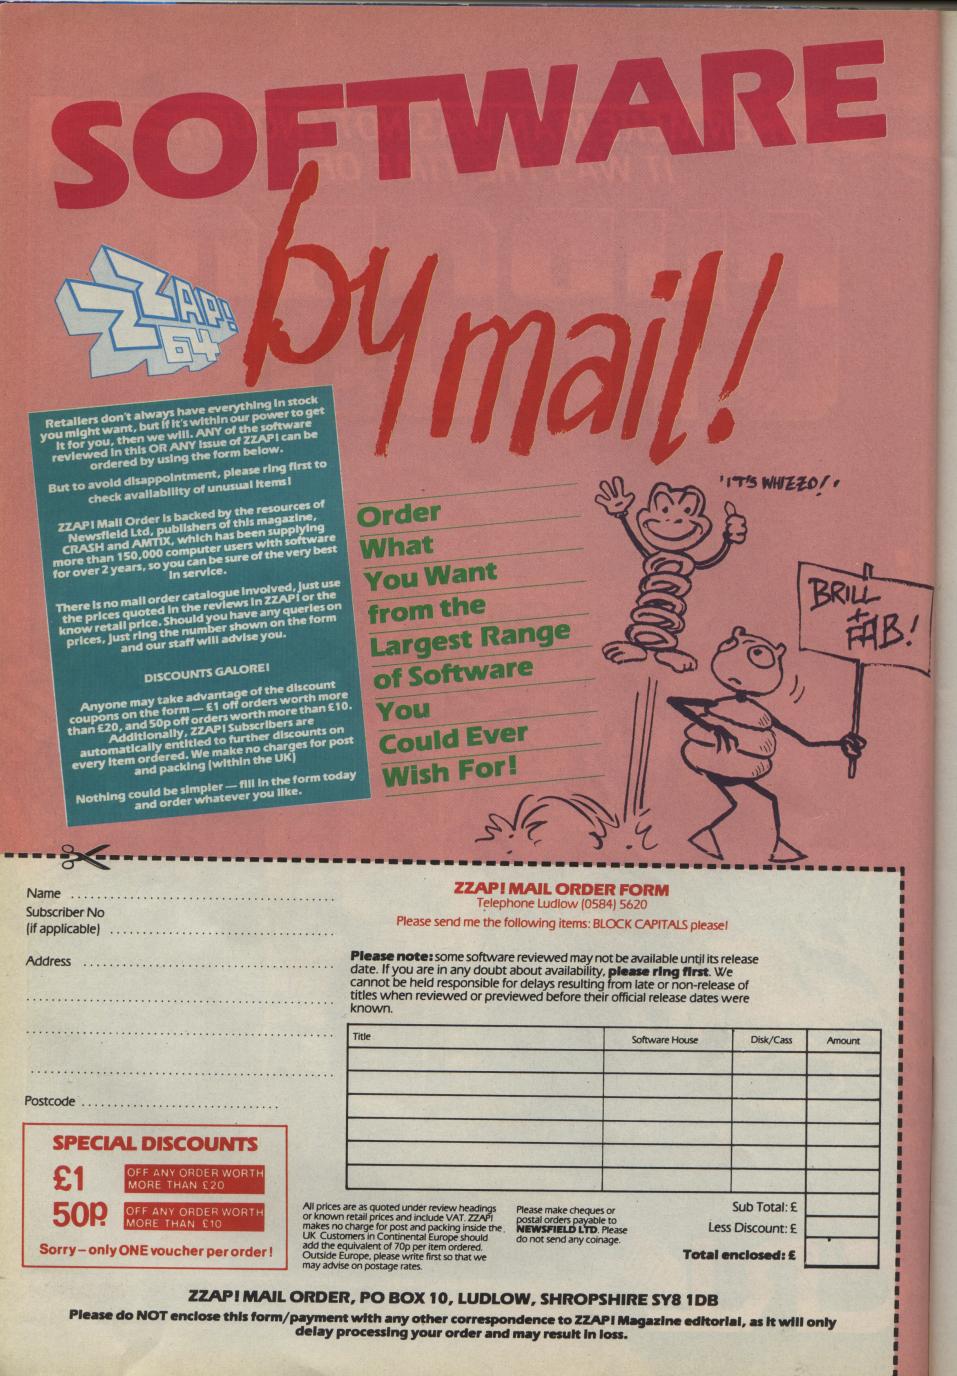 SOFTWARE
by mail!
ZZAP!
64
Retailers don't always have everything in stock
you might want, but if it's within our power to get
it for you, then we will. ANY of the software
reviewed in this OR ANY issue of ZZAP! can be
ordered by using the form below.
But to avoid disappointment, please ring first to
check availability of unusual items!
ZZAP! Mail Order is backed by the resources of
Newsfield Ltd, publishers of this magazine,
CRASH and AMTIX, which has been supplying
more than 150,000 computer users with software
for over 2 years, so you can be sure of the very best
in service.
There is no mail order catalogue involved, just use
the prices quoted in the reviews in ZZAP! or the
know retail price. Should you have any queries on
prices, just ring the number shown on the form
and our staff will advise you.
DISCOUNTS GALORE!
Anyone may take advantage of the discount
coupons on the form — £1 off orders worth more
than £20, and 50p off orders worth more than £10.
Additionally, ZZAP! Subscribers are
automatically entitled to further discounts on
every item ordered. We make no charges for post
and packing (within the UK)
Nothing could be simpler — fill in the form today
and order whatever you like.
Order
What
You Want
from the
Largest Range
of Software
You
Could Ever
Wish For!
'IT'S WHIZZO!'
BRILL
+
FAB!
Name
Subscriber No
(if applicable)
Address
Postcode
ZZAP! MAIL ORDER FORM
Telephone Ludlow (0584) 5620
Please send me the following items: BLOCK CAPITALS please!
Please note: some software reviewed may not be available until its release
date. If you are in any doubt about availability, please ring first. We
cannot be held responsible for delays resulting from late or non-release of
titles when reviewed or previewed before their official release dates were
known.
Title Software House Disk/Cass Amount
SPECIAL DISCOUNTS
£1 OFF ANY ORDER WORTH
MORE THAN £20
50P. OFF ANY ORDER WORTH
MORE THAN £10
Sorry – only ONE voucher per order!
All prices are as quoted under review headings
or known retail prices and include VAT. ZZAP!
makes no charge for post and packing inside the
UK. Customers in Continental Europe should
add the equivalent of 70p per item ordered.
Outside Europe, please write first so that we
may advise on postage rates.
Please make cheques or
postal orders payable to
NEWSFIELD LTD. Please
do not send any coinage.
Sub Total: £
Less Discount: £
Total enclosed: £
ZZAP! MAIL ORDER, PO BOX 10, LUDLOW, SHROPSHIRE SY8 1DB
Please do NOT enclose this form/payment with any other correspondence to ZZAP! Magazine editorial, as it will only
delay processing your order and may result in loss.